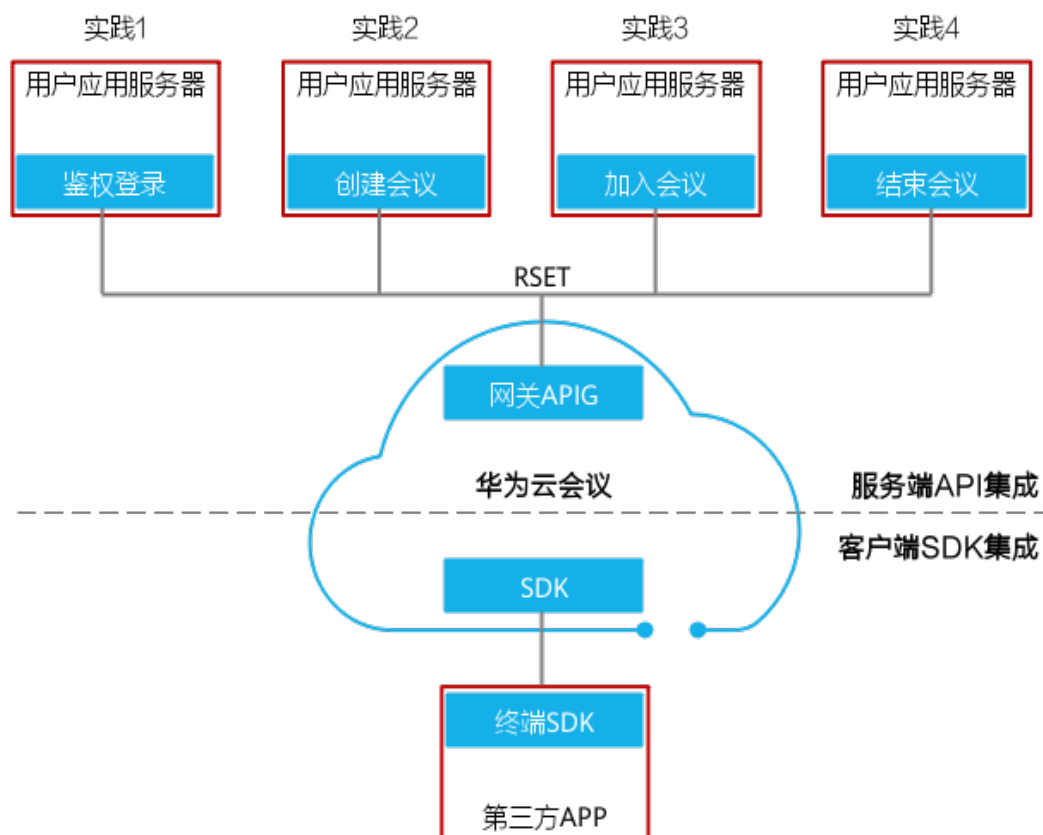 实践1
实践2
实践3
实践4
用户应用服务器
用户应用服务器
用户应用服务器
用户应用服务器
鉴权登录
创建会议
加入会议
结束会议
RSET
网关APIG
华为云会议
服务端API集成
客户端SDK集成
SDK
终端SDK
第三方APP